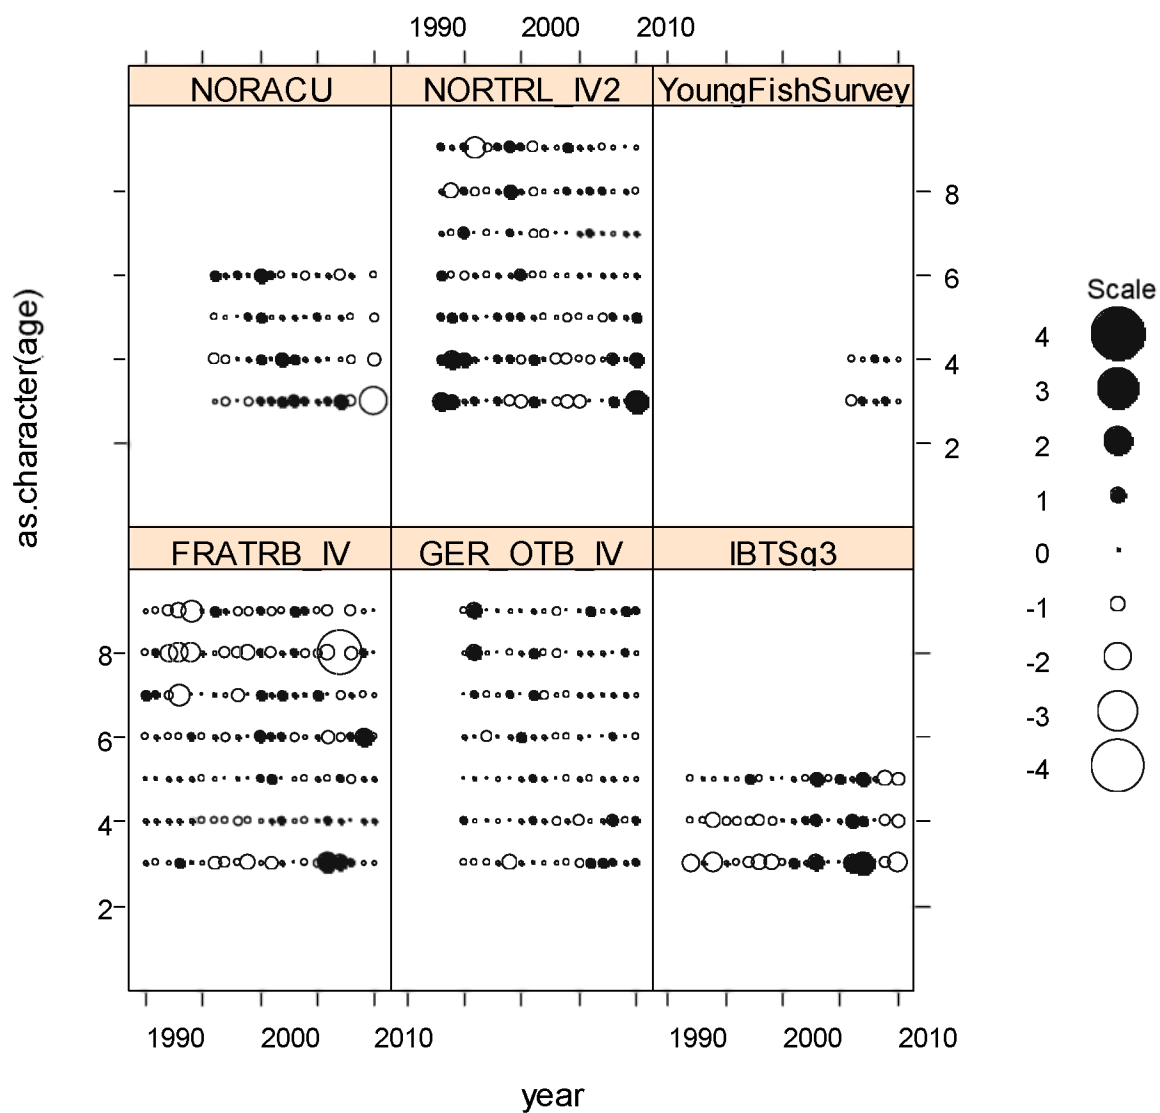 1990 2000 2010
NORACU NORTRL_IV2 YoungFishSurvey
8
6
4
2
as.character(age)
FRATRB_IV GER_OTB_IV IBTSq3
8
6
4
2
1990 2000 2010 1990 2000 2010
year
Scale
4
3
2
1
0
-1
-2
-3
-4